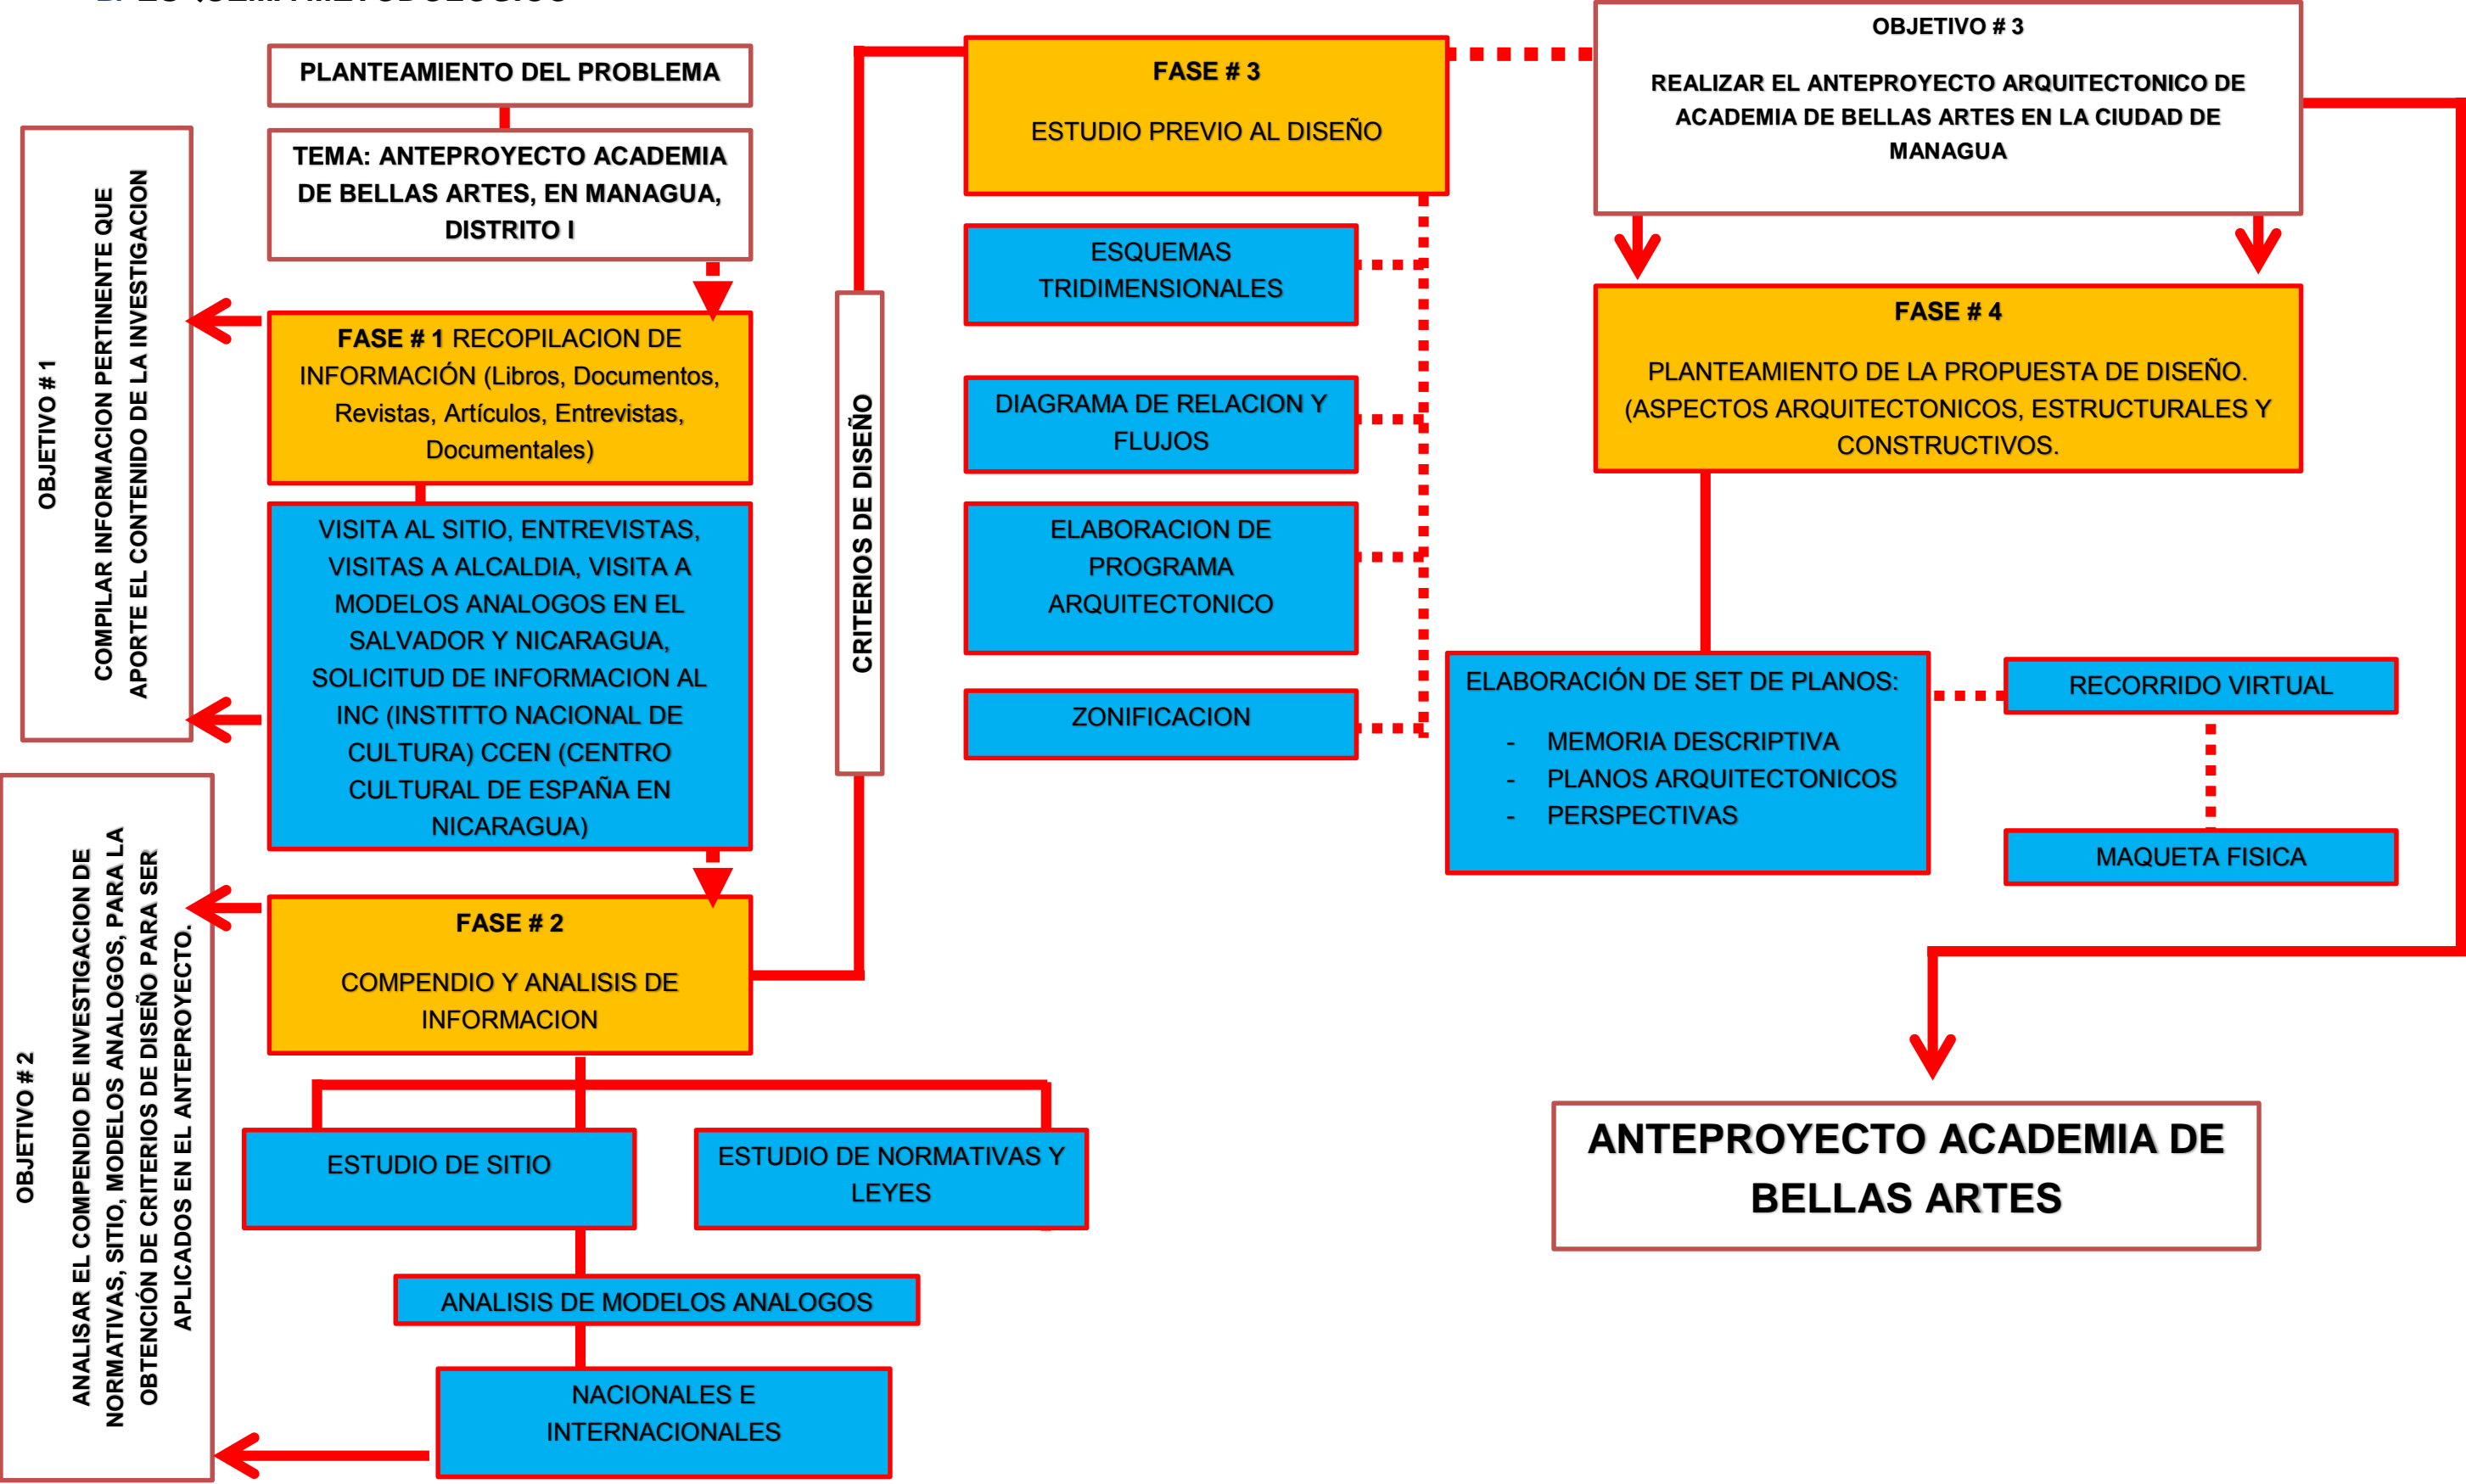 PLANTEAMIENTO DEL PROBLEMA
TEMA: ANTEPROYECTO ACADEMIA
DE BELLAS ARTES, EN MANAGUA,
DISTRITO I
OBJETIVO # 1
COMPILAR INFORMACION PERTINENTE QUE
APORTE EL CONTENIDO DE LA INVESTIGACION
FASE # 1 RECOPILACION DE
INFORMACIÓN (Libros, Documentos,
Revistas, Artículos, Entrevistas,
Documentales)
VISITA AL SITIO, ENTREVISTAS,
VISITAS A ALCALDIA, VISITA A
MODELOS ANALOGOS EN EL
SALVADOR Y NICARAGUA,
SOLICITUD DE INFORMACION AL
INC (INSTITTO NACIONAL DE
CULTURA) CCEN (CENTRO
CULTURAL DE ESPAÑA EN
NICARAGUA)
OBJETIVO # 2
ANALISAR EL COMPENDIO DE INVESTIGACION DE
NORMATIVAS, SITIO, MODELOS ANALOGOS, PARA LA
OBTENCIÓN DE CRITERIOS DE DISEÑO PARA SER
APLICADOS EN EL ANTEPROYECTO.
FASE # 2
COMPENDIO Y ANALISIS DE
INFORMACION
ESTUDIO DE SITIO
ESTUDIO DE NORMATIVAS Y
LEYES
ANALISIS DE MODELOS ANALOGOS
NACIONALES E
INTERNACIONALES
CRITERIOS DE DISEÑO
FASE # 3
ESTUDIO PREVIO AL DISEÑO
ESQUEMAS
TRIDIMENSIONALES
DIAGRAMA DE RELACION Y
FLUJOS
ELABORACION DE
PROGRAMA
ARQUITECTONICO
ZONIFICACION
OBJETIVO # 3
REALIZAR EL ANTEPROYECTO ARQUITECTONICO DE
ACADEMIA DE BELLAS ARTES EN LA CIUDAD DE
MANAGUA
FASE # 4
PLANTEAMIENTO DE LA PROPUESTA DE DISEÑO.
(ASPECTOS ARQUITECTONICOS, ESTRUCTURALES Y
CONSTRUCTIVOS.
ELABORACIÓN DE SET DE PLANOS:
- MEMORIA DESCRIPTIVA
- PLANOS ARQUITECTONICOS
- PERSPECTIVAS
RECORRIDO VIRTUAL
MAQUETA FISICA
ANTEPROYECTO ACADEMIA DE
BELLAS ARTES